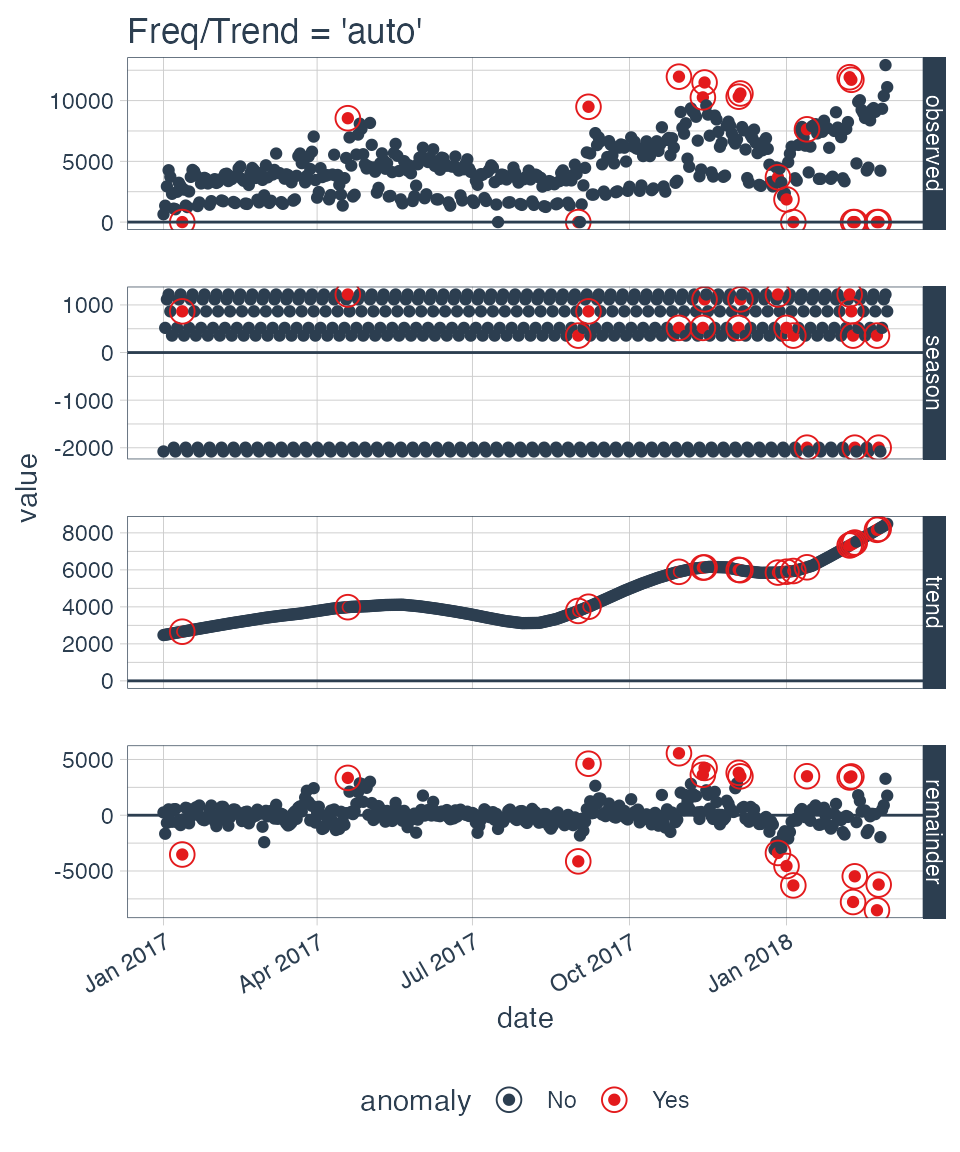 Freq/Trend = 'auto'
10000
5000
0
observed
1000
0
-1000
-2000
season
value
8000
6000
4000
2000
0
trend
5000
0
-5000
remainder
Jan 2017 Apr 2017 Jul 2017 Oct 2017 Jan 2018
date
anomaly No Yes